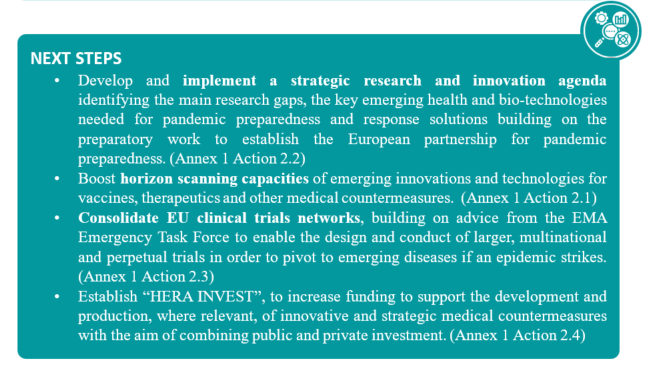 NEXT STEPS
• Develop and implement a strategic research and innovation agenda
identifying the main research gaps, the key emerging health and bio-technologies
needed for pandemic preparedness and response solutions building on the
preparatory work to establish the European partnership for pandemic
preparedness. (Annex 1 Action 2.2)
• Boost horizon scanning capacities of emerging innovations and technologies for
vaccines, therapeutics and other medical countermeasures. (Annex 1 Action 2.1)
• Consolidate EU clinical trials networks, building on advice from the EMA
Emergency Task Force to enable the design and conduct of larger, multinational
and perpetual trials in order to pivot to emerging diseases if an epidemic strikes.
(Annex 1 Action 2.3)
• Establish “HERA INVEST”, to increase funding to support the development and
production, where relevant, of innovative and strategic medical countermeasures
with the aim of combining public and private investment. (Annex 1 Action 2.4)